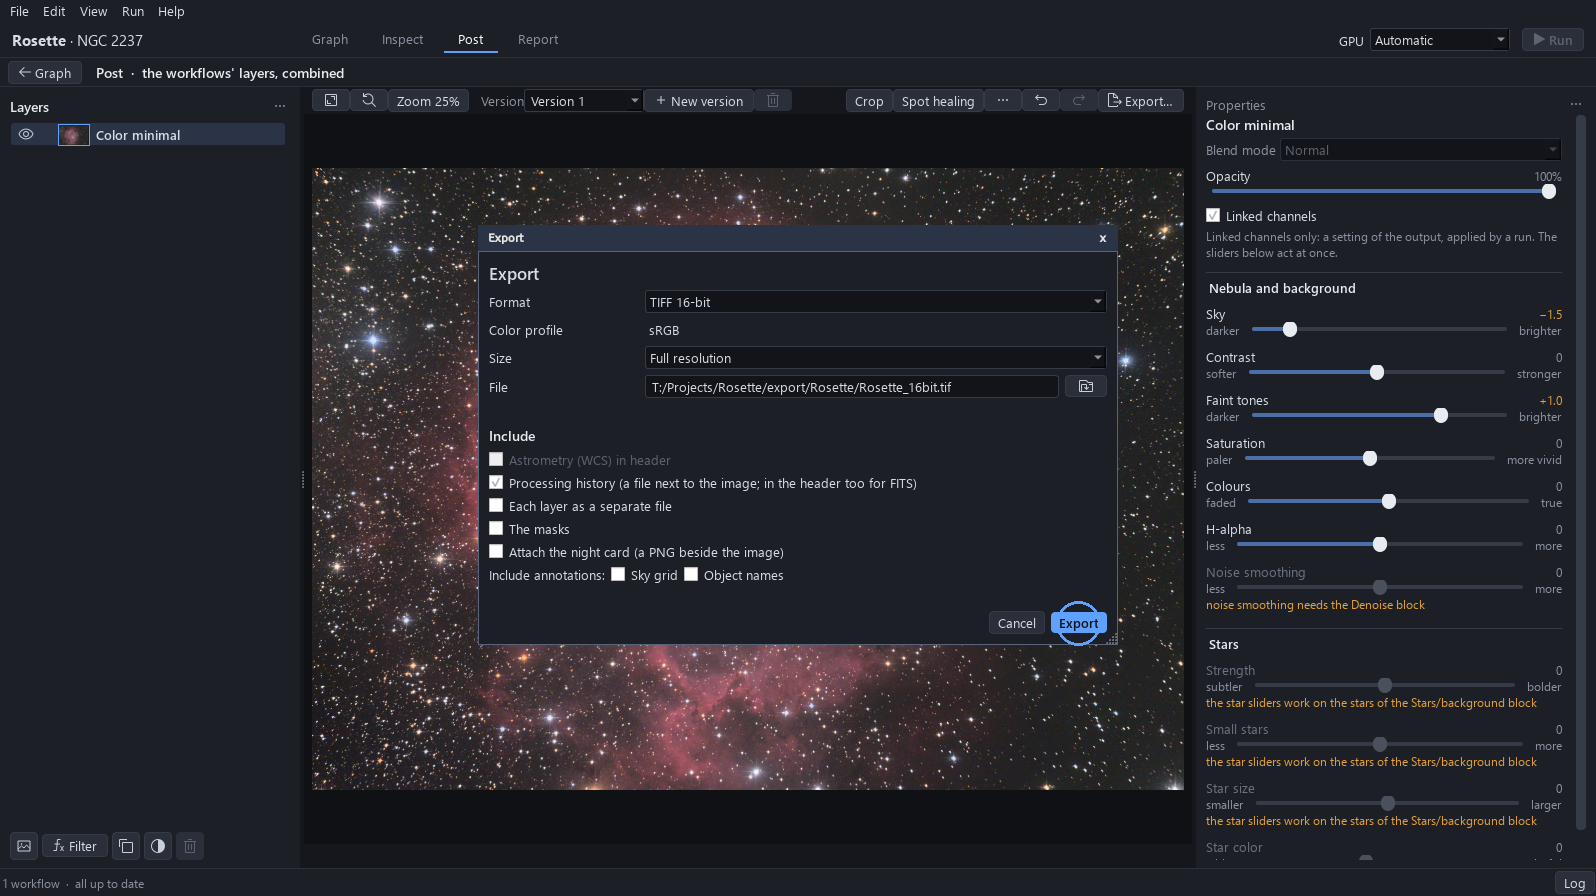 File Edit View Run Help
Rosette · NGC 2237
Graph Inspect Post Report
GPU Automatic Run
Graph
Post · the workflows' layers, combined
Layers
Color minimal
Zoom 25% Version Version 1 + New version
Crop Spot healing Export...
Export x
Export
Format TIFF 16-bit
Color profile sRGB
Size Full resolution
File T:/Projects/Rosette/export/Rosette/Rosette_16bit.tif
Include
Astrometry (WCS) in header
Processing history (a file next to the image; in the header too for FITS)
Each layer as a separate file
The masks
Attach the night card (a PNG beside the image)
Include annotations: Sky grid Object names
Cancel Export
Properties
Color minimal
Blend mode Normal
Opacity 100%
Linked channels
Linked channels only: a setting of the output, applied by a run. The
sliders below act at once.
Nebula and background
Sky −1.5
darker brighter
Contrast 0
softer stronger
Faint tones +1.0
darker brighter
Saturation 0
paler more vivid
Colours 0
faded true
H-alpha 0
less more
Noise smoothing 0
less more
noise smoothing needs the Denoise block
Stars
Strength 0
subtler bolder
the star sliders work on the stars of the Stars/background block
Small stars 0
less more
the star sliders work on the stars of the Stars/background block
Star size 0
smaller larger
the star sliders work on the stars of the Stars/background block
Star color 0
fx Filter
1 workflow · all up to date
Log